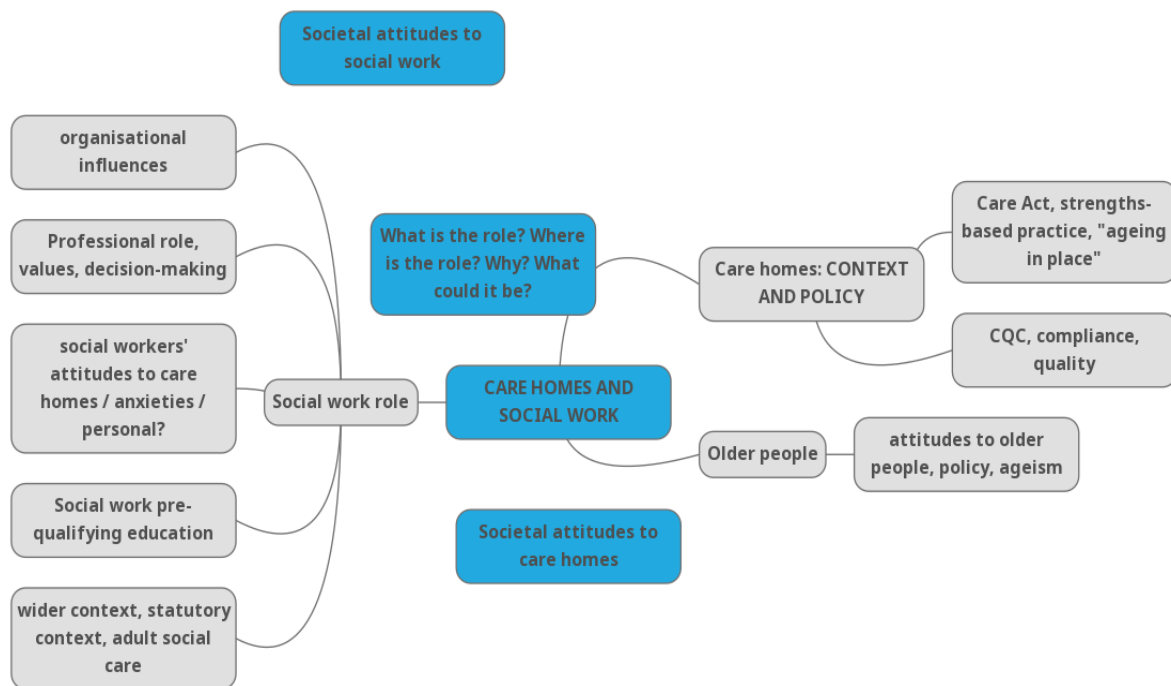 Societal attitudes to
social work
organisational
influences
Professional role,
values, decision-making
social workers'
attitudes to care
homes / anxieties /
personal?
Social work pre-
qualifying education
wider context, statutory
context, adult social
care
Social work role
What is the role? Where
is the role? Why? What
could it be?
CARE HOMES AND
SOCIAL WORK
Societal attitudes to
care homes
Care homes: CONTEXT
AND POLICY
Older people
Care Act, strengths-
based practice, "ageing
in place"
CQC, compliance,
quality
attitudes to older
people, policy, ageism